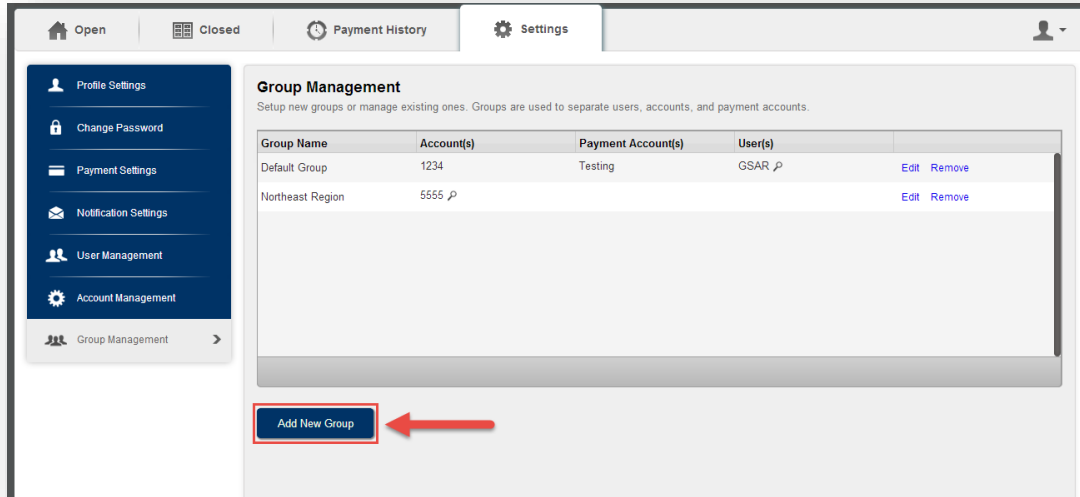 Open Closed Payment History Settings
Profile Settings
Change Password
Payment Settings
Notification Settings
User Management
Account Management
Group Management
Group Management
Setup new groups or manage existing ones. Groups are used to separate users, accounts, and payment accounts.
Group Name Account(s) Payment Account(s) User(s)
Default Group 1234 Testing GSAR Edit Remove
Northeast Region 5555 Edit Remove
Add New Group